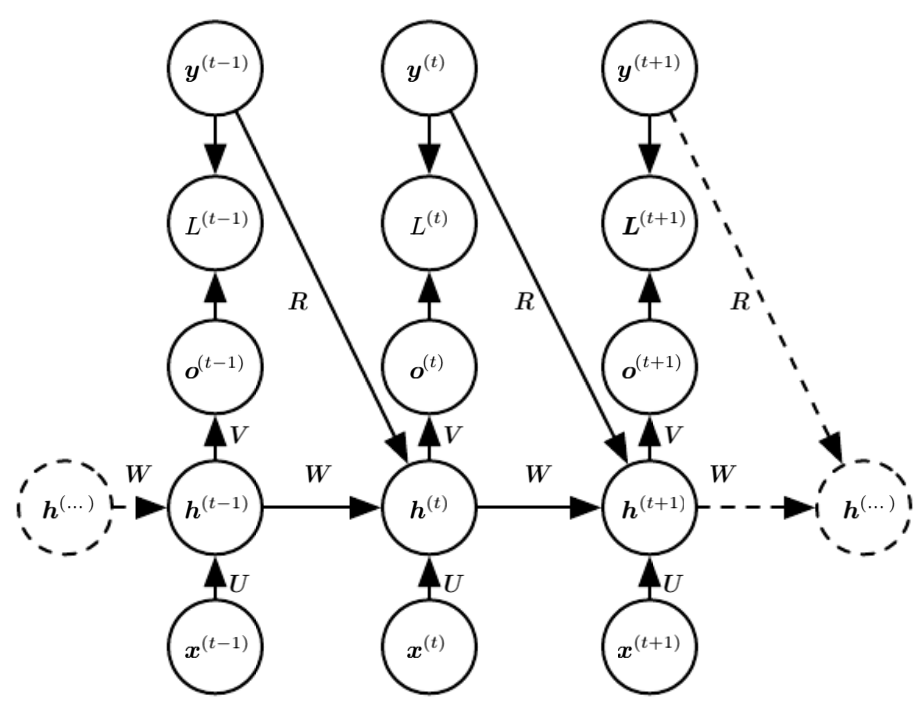 y^(t−1) y^(t) y^(t+1)
L^(t−1) L^(t) L^(t+1)
R R R
o^(t−1) o^(t) o^(t+1)
V V V
W W W W
h^(...) h^(t−1) h^(t) h^(t+1) h^(...)
U U U
x^(t−1) x^(t) x^(t+1)